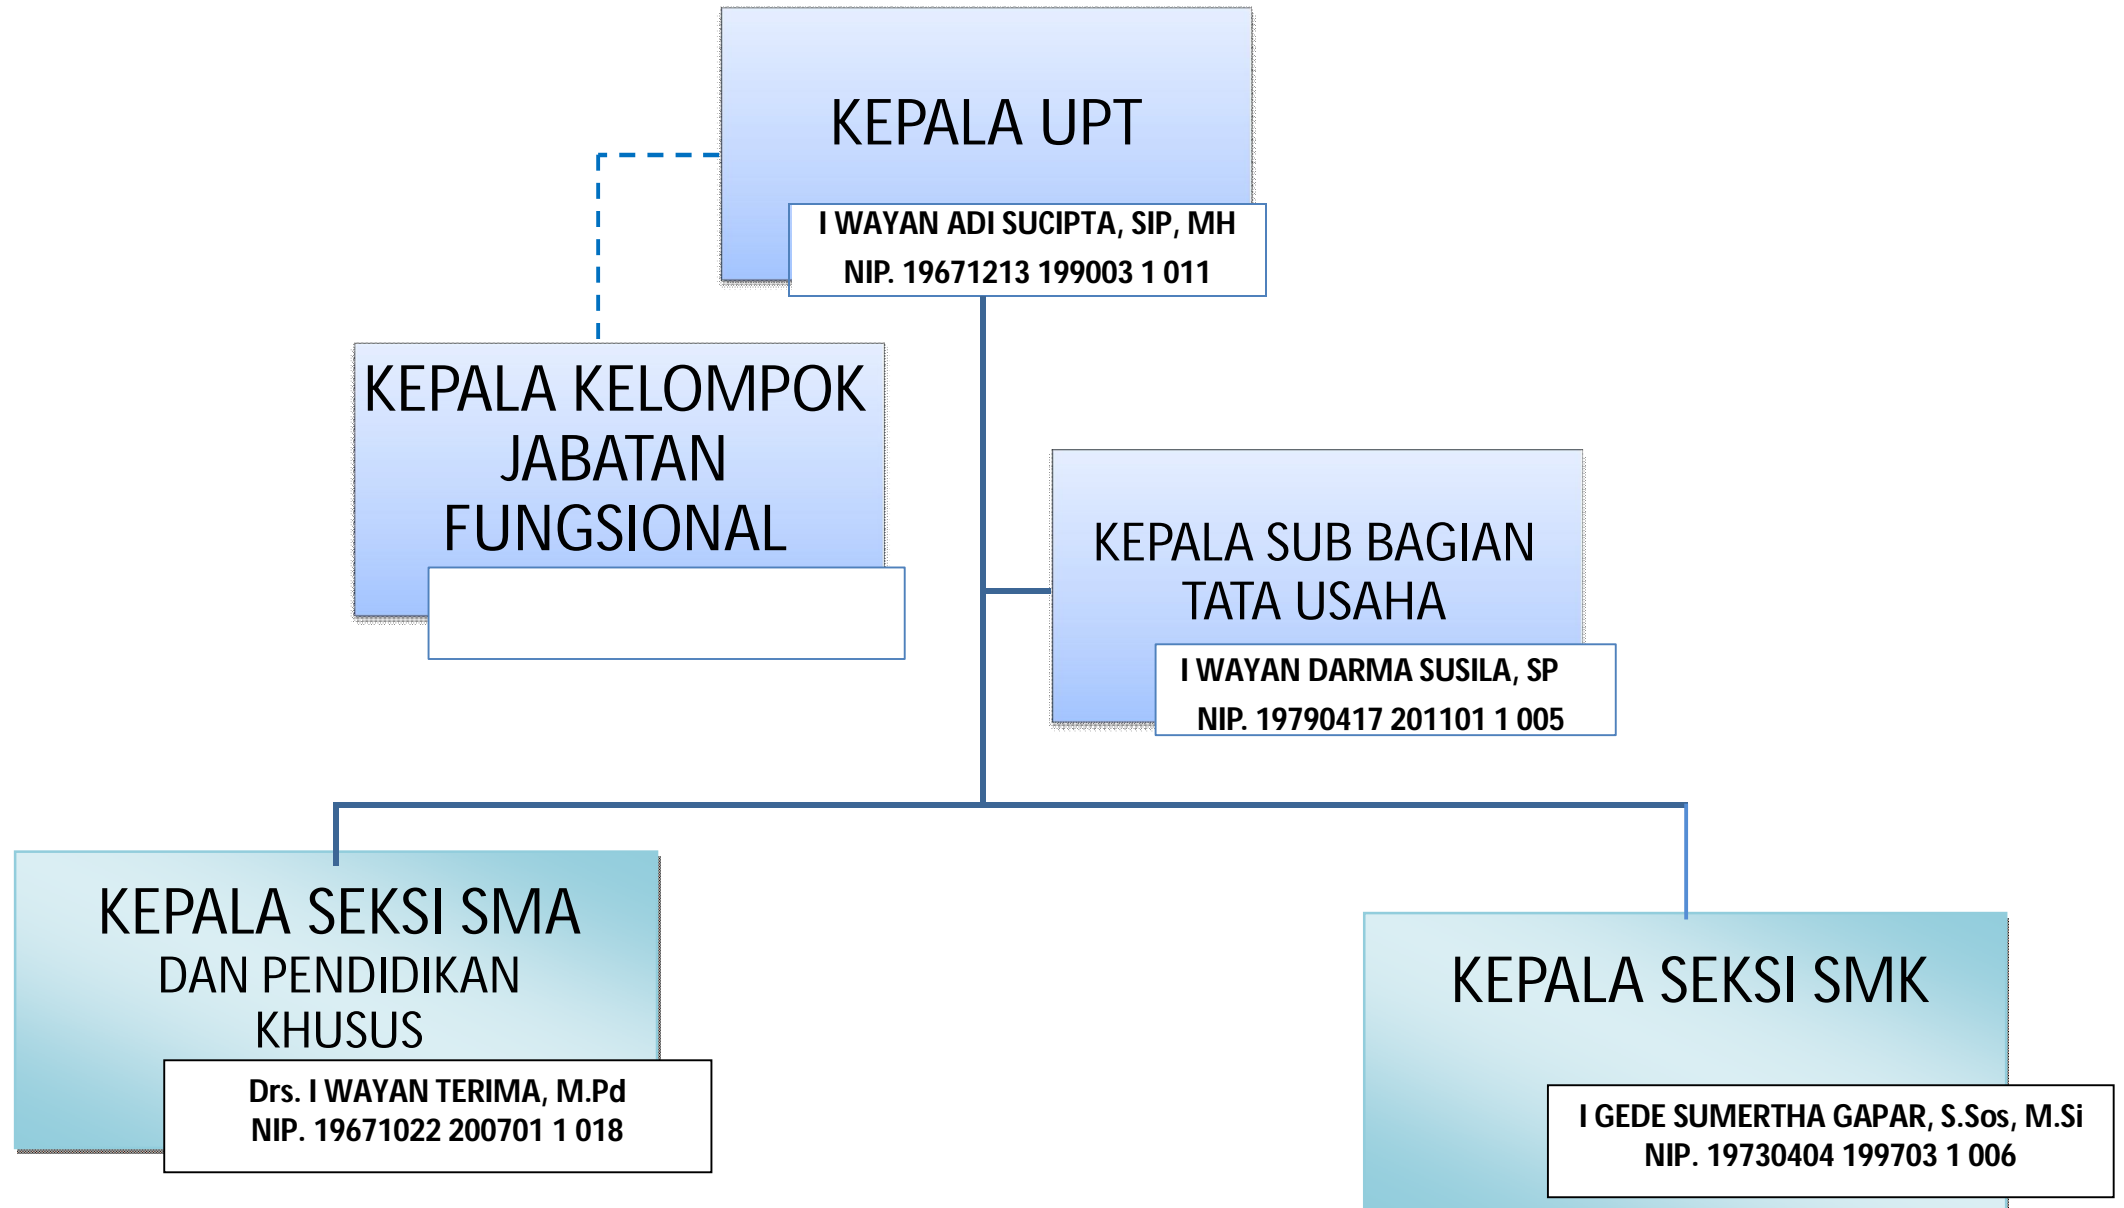 KEPALA UPT
I WAYAN ADI SUCIPTA, SIP, MH
NIP. 19671213 199003 1 011
KEPALA KELOMPOK
JABATAN
FUNGSIONAL
KEPALA SUB BAGIAN
TATA USAHA
I WAYAN DARMA SUSILA, SP
NIP. 19790417 201101 1 005
KEPALA SEKSI SMA
DAN PENDIDIKAN
KHUSUS
Drs. I WAYAN TERIMA, M.Pd
NIP. 19671022 200701 1 018
KEPALA SEKSI SMK
I GEDE SUMERTHA GAPAR, S.Sos, M.Si
NIP. 19730404 199703 1 006